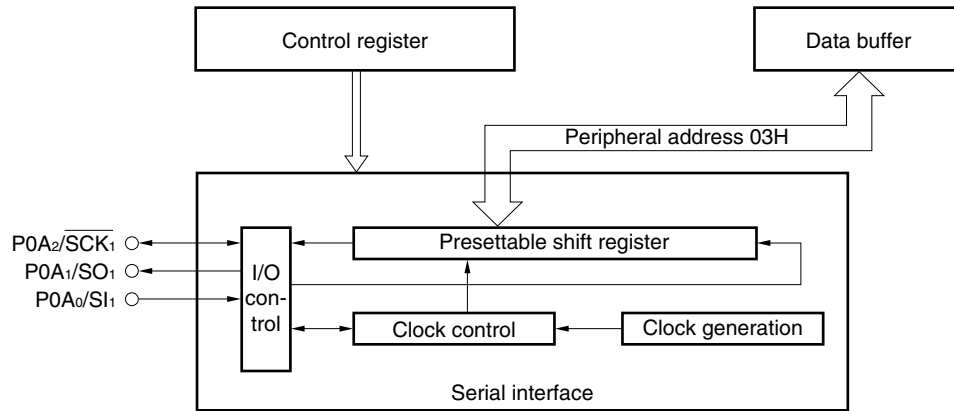 Control register
Data buffer
Peripheral address 03H
P0A₂/S̅C̅K̅₁
P0A₁/SO₁
P0A₀/SI₁
I/O
con-
trol
Presettable shift register
Clock control
Clock generation
Serial interface